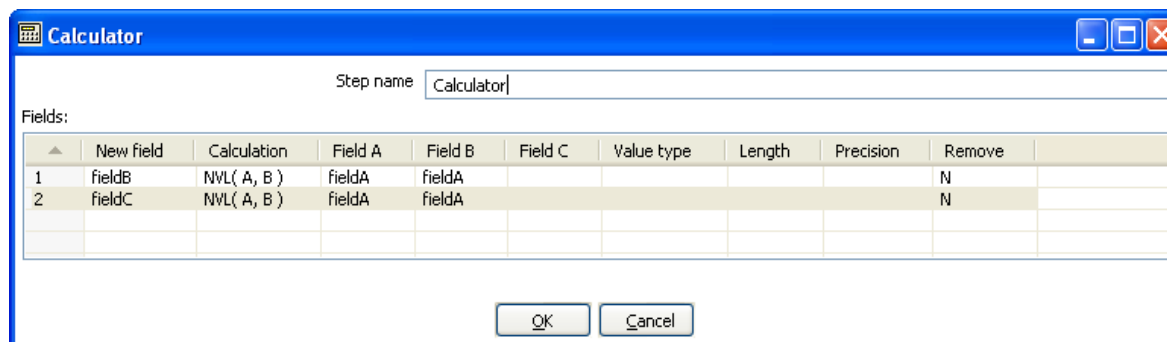 Calculator
Step name Calculator
Fields:
New field Calculation Field A Field B Field C Value type Length Precision Remove
1 fieldB NVL( A, B ) fieldA fieldA N
2 fieldC NVL( A, B ) fieldA fieldA N
OK Cancel